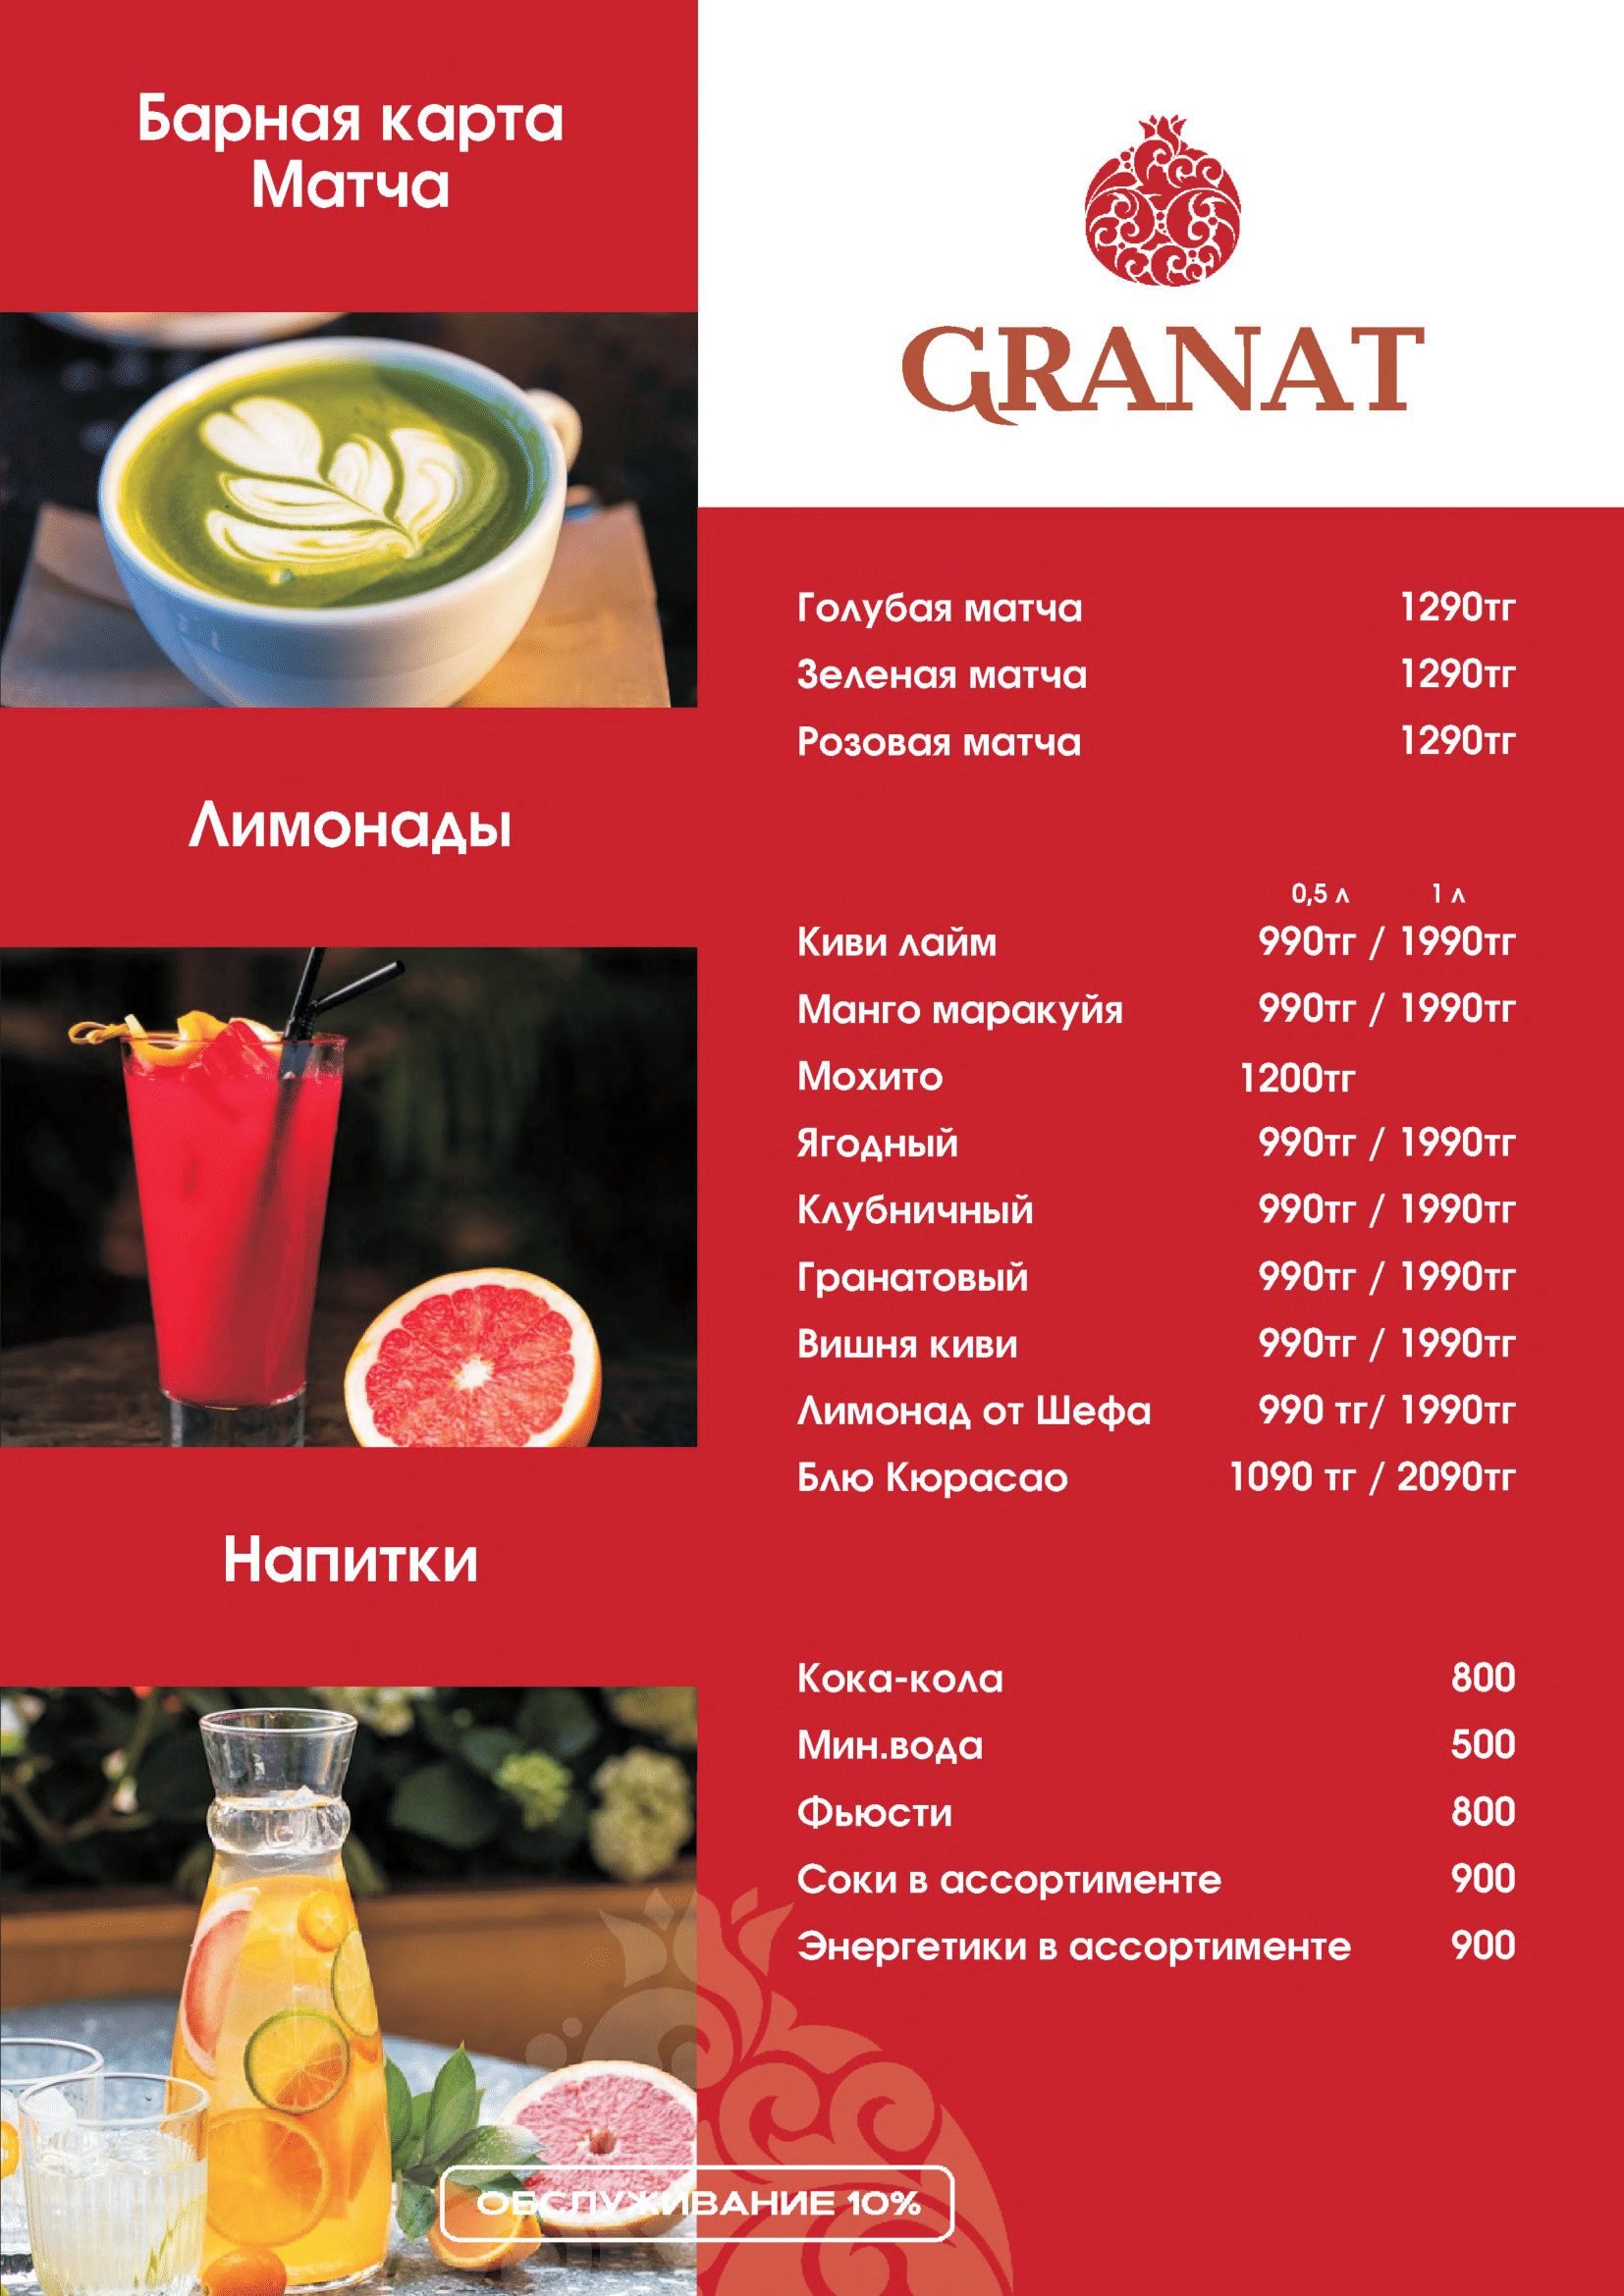 Барная карта
Матча
GRANAT
Голубая матча 1290тг
Зеленая матча 1290тг
Розовая матча 1290тг
Лимонады
0,5 л 1 л
Киви лайм 990тг / 1990тг
Манго маракуйя 990тг / 1990тг
Мохито 1200тг
Ягодный 990тг / 1990тг
Клубничный 990тг / 1990тг
Гранатовый 990тг / 1990тг
Вишня киви 990тг / 1990тг
Лимонад от Шефа 990 тг/ 1990тг
Блю Кюрасао 1090 тг / 2090тг
Напитки
Кока-кола 800
Мин.вода 500
Фьюсти 800
Соки в ассортименте 900
Энергетики в ассортименте 900
ОБСЛУЖИВАНИЕ 10%